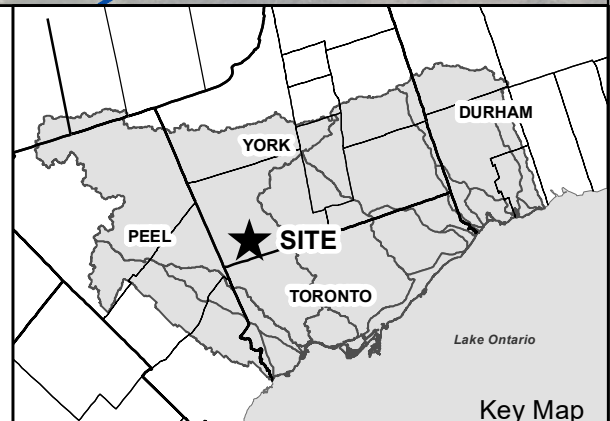 DURHAM
YORK
PEEL
SITE
TORONTO
Lake Ontario
Key Map